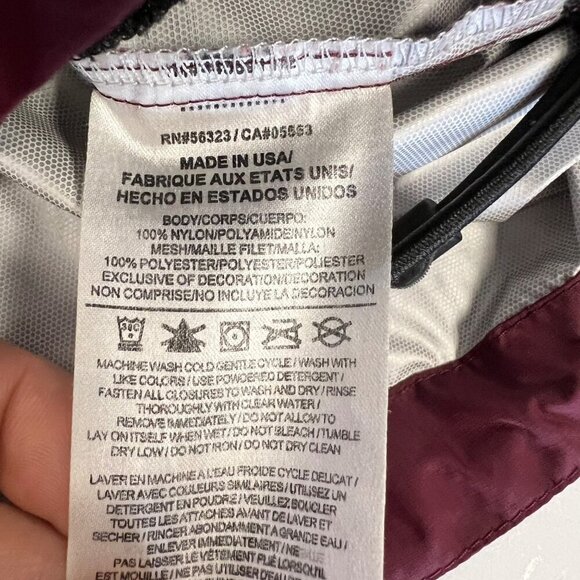 RN#56323 / CA#05553
MADE IN USA/
FABRIQUE AUX ETATS UNIS/
HECHO EN ESTADOS UNIDOS
BODY/CORPS/CUERPO:
100% NYLON/POLYAMIDE/NYLON
MESH/MAILLE FILET/MALLA:
100% POLYESTER/POLYESTER/POLIESTER
EXCLUSIVE OF DECORATION/DECORATION
NON COMPRISE/NO INCLUYE LA DECORACION
30C
MACHINE WASH COLD GENTLE CYCLE / WASH WITH
LIKE COLORS / USE POWDERED DETERGENT /
FASTEN ALL CLOSURES TO WASH AND DRY / RINSE
THOROUGHLY WITH CLEAR WATER /
REMOVE IMMEDIATELY / DO NOT ALLOW TO
LAY ON ITSELF WHEN WET / DO NOT BLEACH / TUMBLE
DRY LOW / DO NOT IRON / DO NOT DRY CLEAN
LAVER EN MACHINE A L'EAU FROIDE CYCLE DELICAT /
LAVER AVEC COULEURS SIMILAIRES / UTILISEZ UN
DETERGENT EN POUDRE / VEUILLEZ BOUCLER
TOUTES LES ATTACHES AVANT DE LAVER ET
SECHER / RINCER ABONDAMMENT A GRANDE EAU /
ENLEVER IMMEDIATEMENT / NE
PAS LAISSER LE VETEMENT